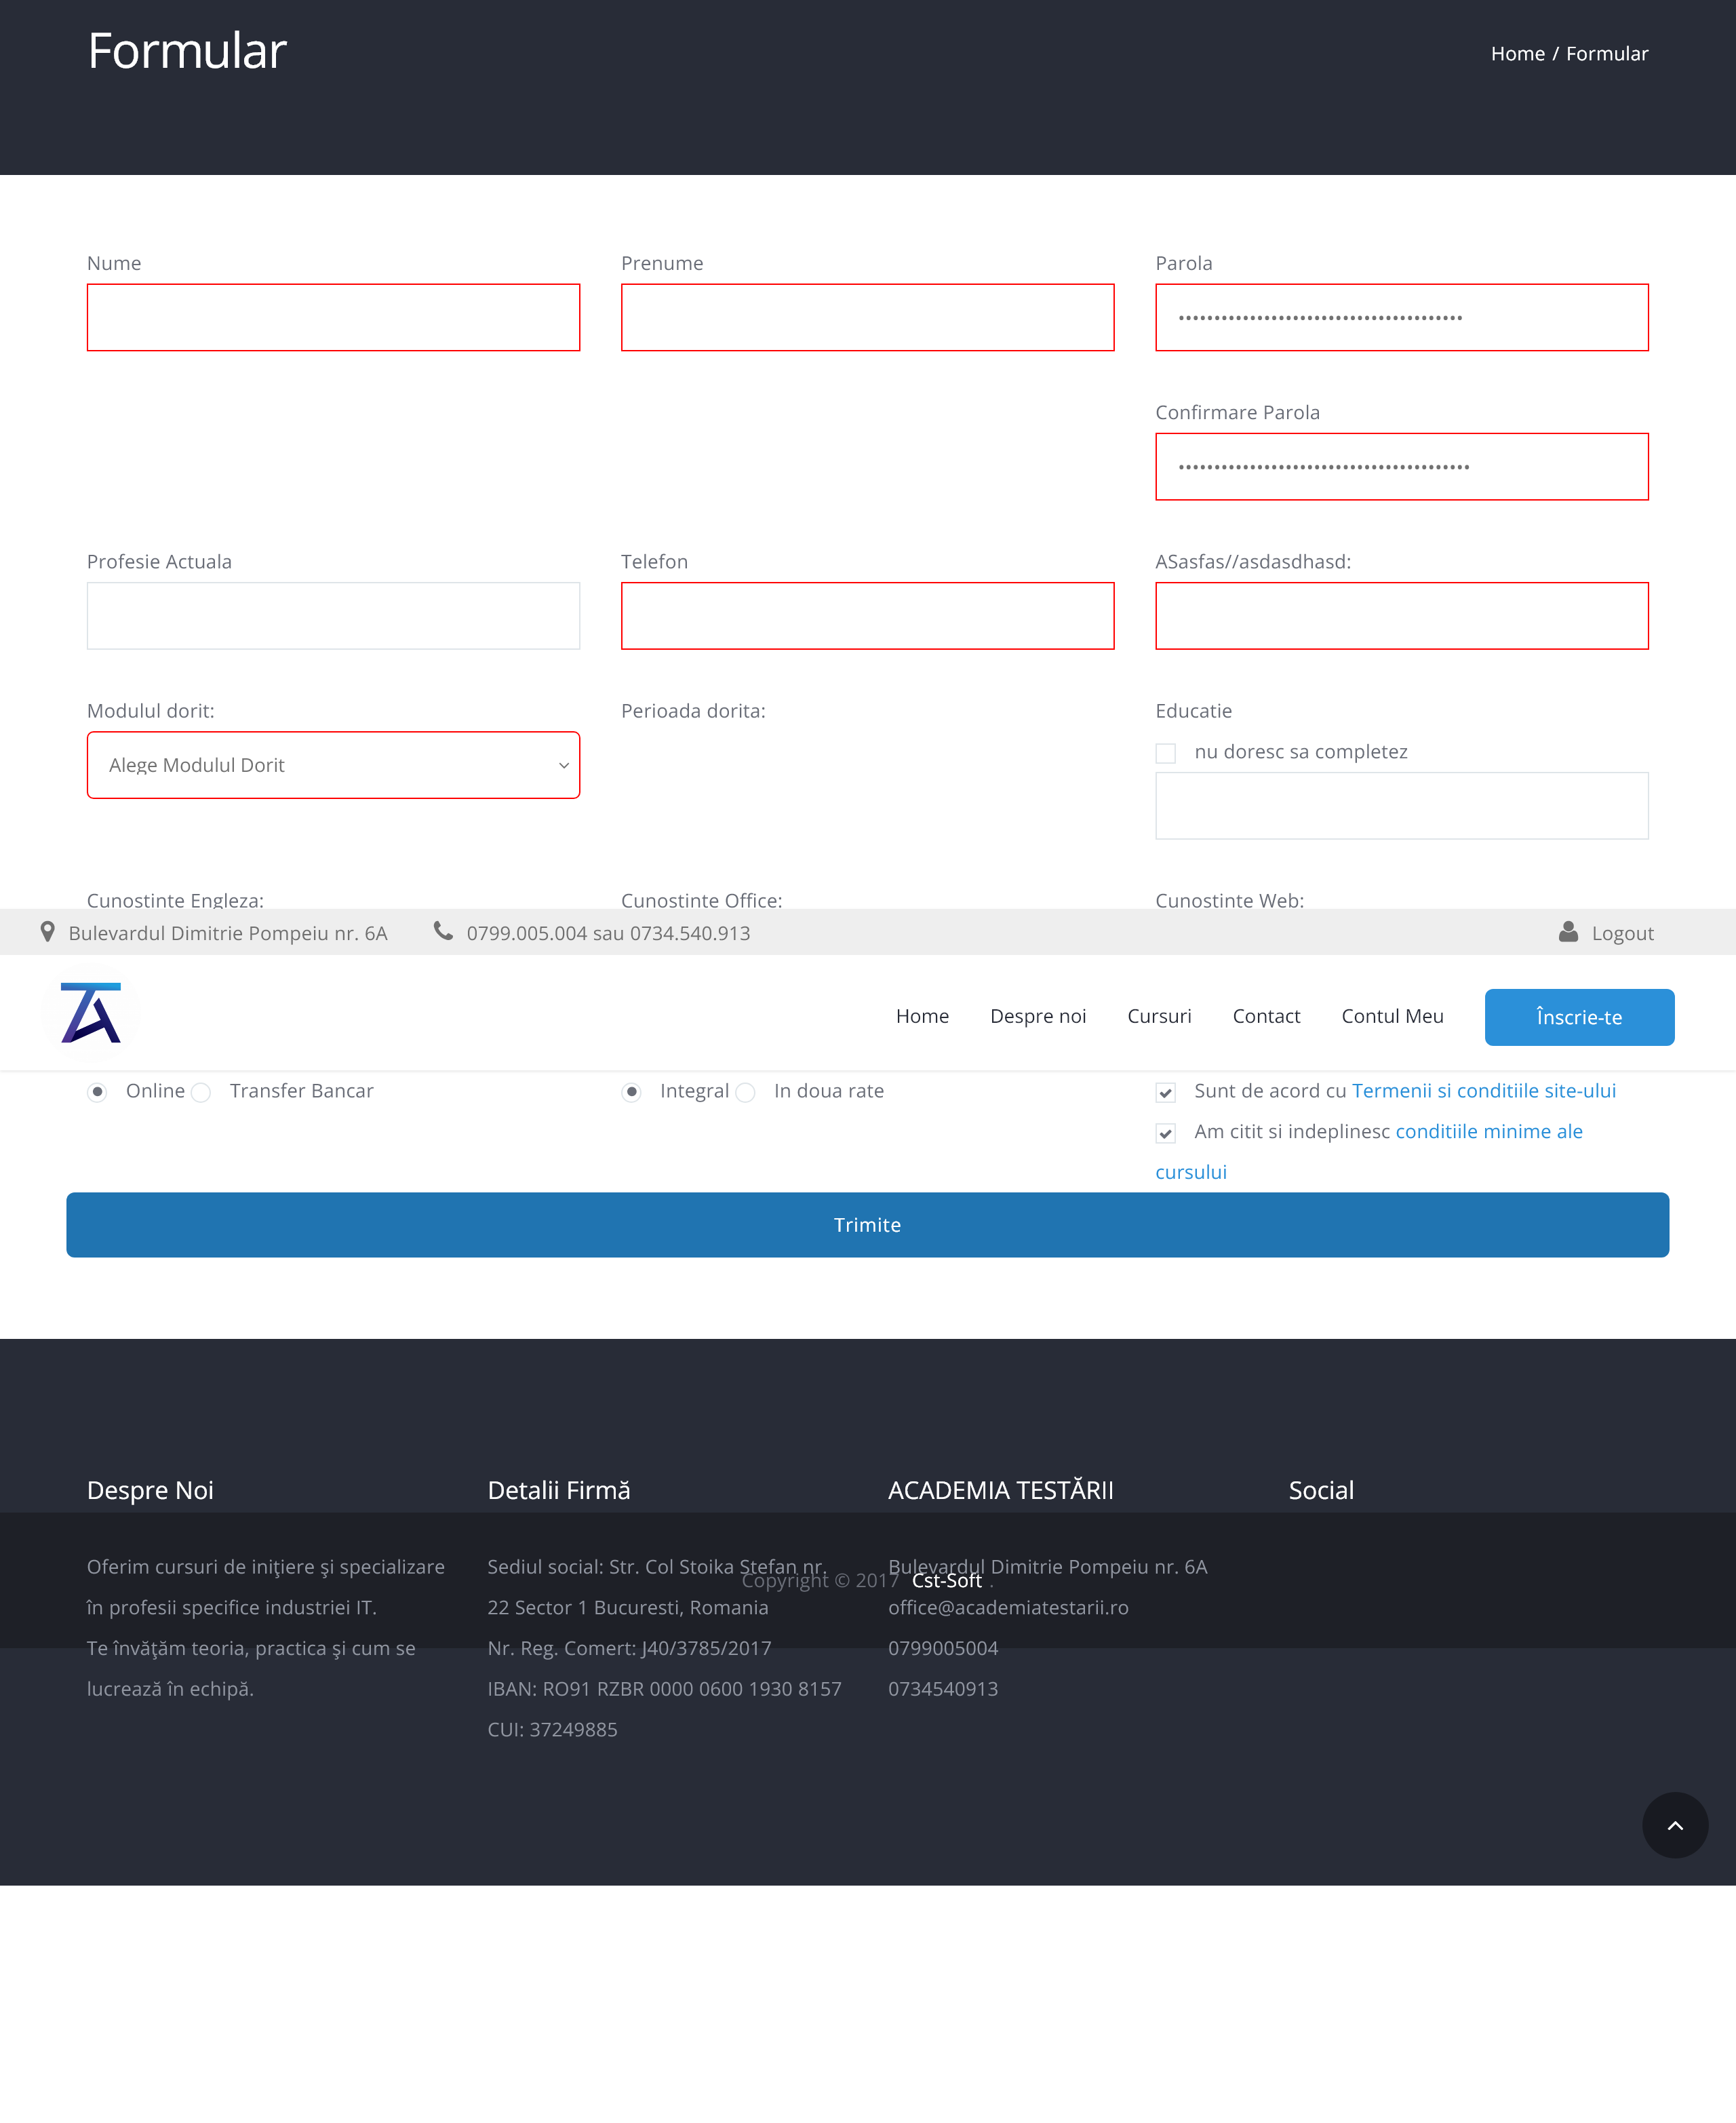 Formular
Home / Formular
Nume
Prenume
Parola
Confirmare Parola
Profesie Actuala
Telefon
ASasfas//asdasdhasd:
Modulul dorit:
Perioada dorita:
Educatie
Alege Modulul Dorit
nu doresc sa completez
Cunostinte Engleza:
Cunostinte Office:
Cunostinte Web:
Bulevardul Dimitrie Pompeiu nr. 6A
0799.005.004 sau 0734.540.913
Logout
TA
Home
Despre noi
Cursuri
Contact
Contul Meu
Înscrie-te
Online
Transfer Bancar
Integral
In doua rate
Sunt de acord cu Termenii si conditiile site-ului
Am citit si indeplinesc conditiile minime ale
cursului
Trimite
Despre Noi
Oferim cursuri de inițiere și specializare
în profesii specifice industriei IT.
Te învățăm teoria, practica și cum se
lucrează în echipă.
Detalii Firmă
Sediul social: Str. Col Stoika Stefan nr.
22 Sector 1 Bucuresti, Romania
Nr. Reg. Comert: J40/3785/2017
IBAN: RO91 RZBR 0000 0600 1930 8157
CUI: 37249885
ACADEMIA TESTĂRII
Bulevardul Dimitrie Pompeiu nr. 6A
office@academiatestarii.ro
0799005004
0734540913
Social
Copyright © 2017 Cst-Soft .